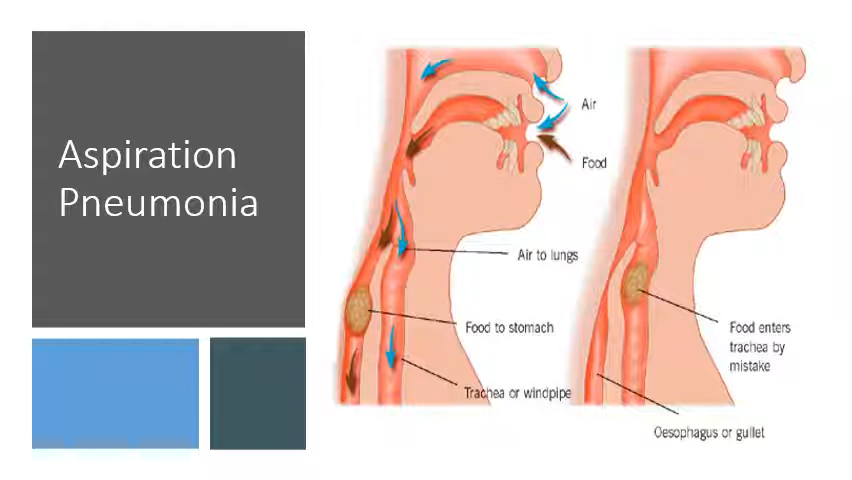 Aspiration
Pneumonia
Air
Food
Air to lungs
Food to stomach
Trachea or windpipe
Food enters
trachea by
mistake
Oesophagus or gullet